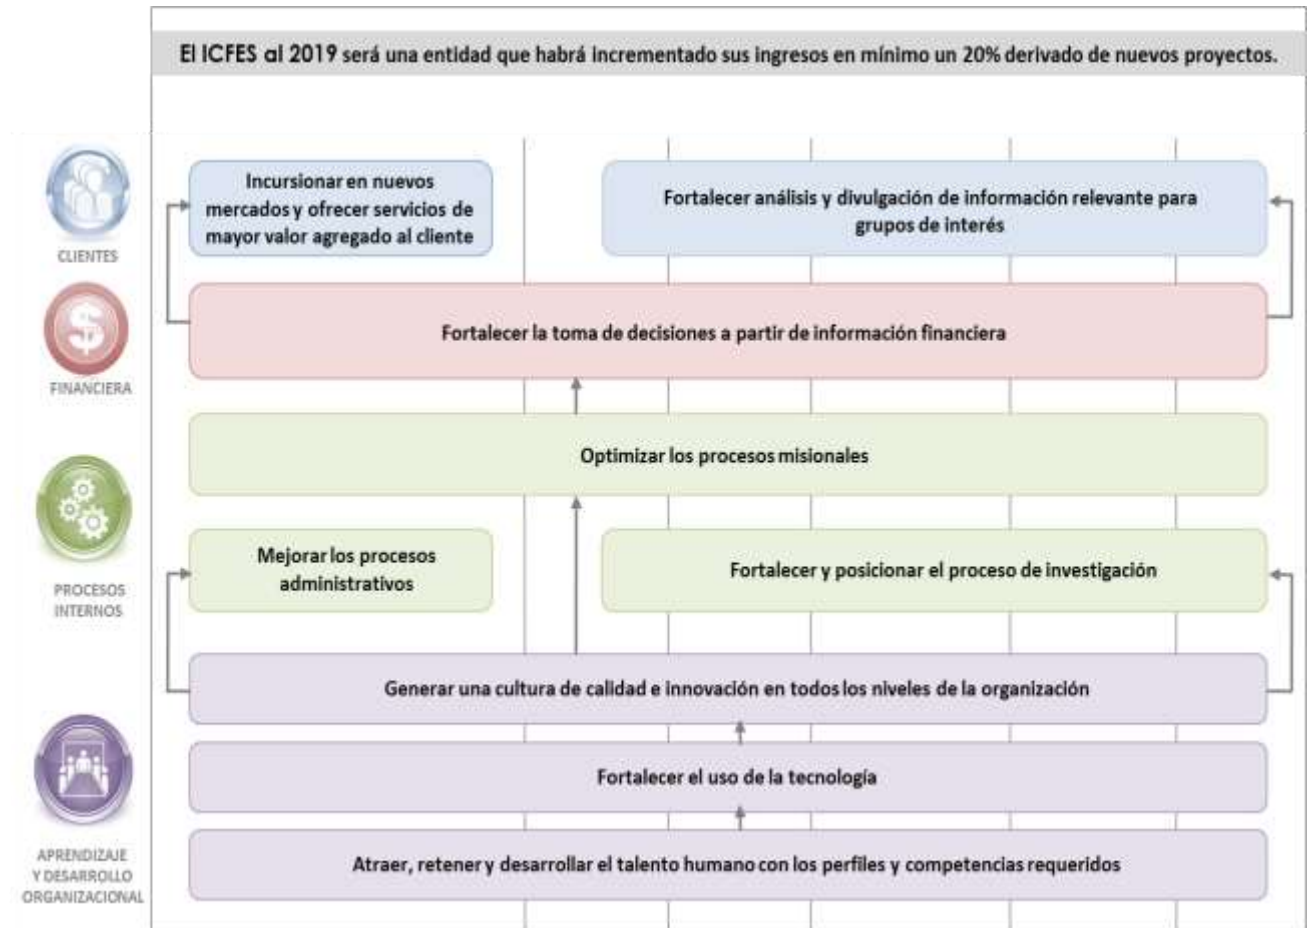 El ICFES al 2019 será una entidad que habrá incrementado sus ingresos en mínimo un 20% derivado de nuevos proyectos.
CLIENTES
Incursionar en nuevos
mercados y ofrecer servicios de
mayor valor agregado al cliente
Fortalecer análisis y divulgación de información relevante para
grupos de interés
FINANCIERA
Fortalecer la toma de decisiones a partir de información financiera
PROCESOS
INTERNOS
Optimizar los procesos misionales
Mejorar los procesos
administrativos
Fortalecer y posicionar el proceso de investigación
APRENDIZAJE
Y DESARROLLO
ORGANIZACIONAL
Generar una cultura de calidad e innovación en todos los niveles de la organización
Fortalecer el uso de la tecnología
Atraer, retener y desarrollar el talento humano con los perfiles y competencias requeridos